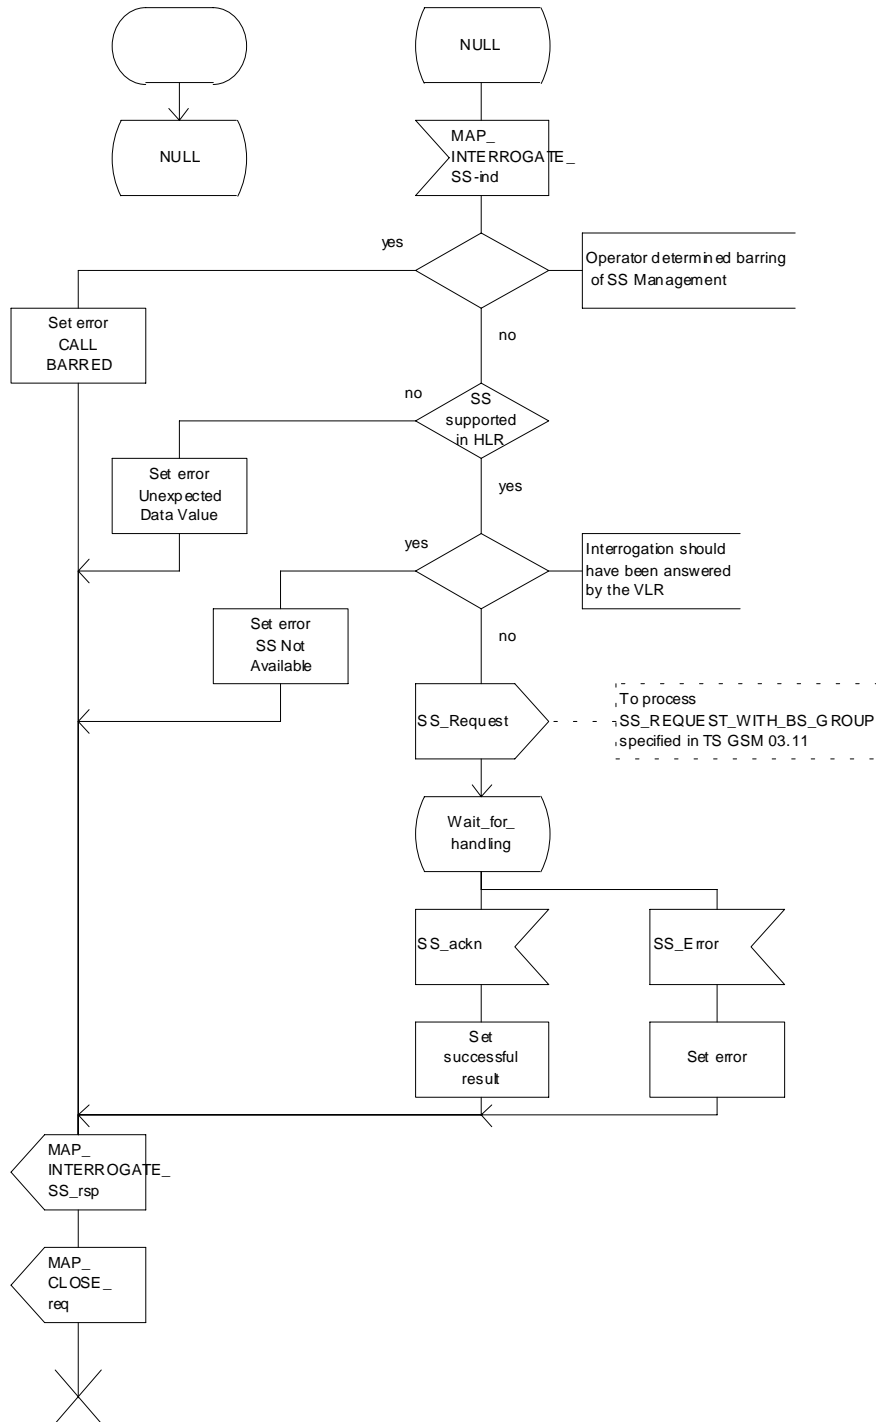 NULL
NULL
MAP_
INTERROGATE_
SS-ind
yes
Operator determined barring
of SS Management
Set error
CALL
BARRED
no
no
SS
supported
in HLR
Set error
Unexpected
Data Value
yes
yes
Interrogation should
have been answered
by the VLR
Set error
SS Not
Available
no
SS_Request
To process
SS_REQUEST_WITH_BS_GROUP
specified in TS GSM 03.11
Wait_for_
handling
SS_ackn
SS_Error
Set
successful
result
Set error
MAP_
INTERROGATE_
SS_rsp
MAP_
CLOSE_
req